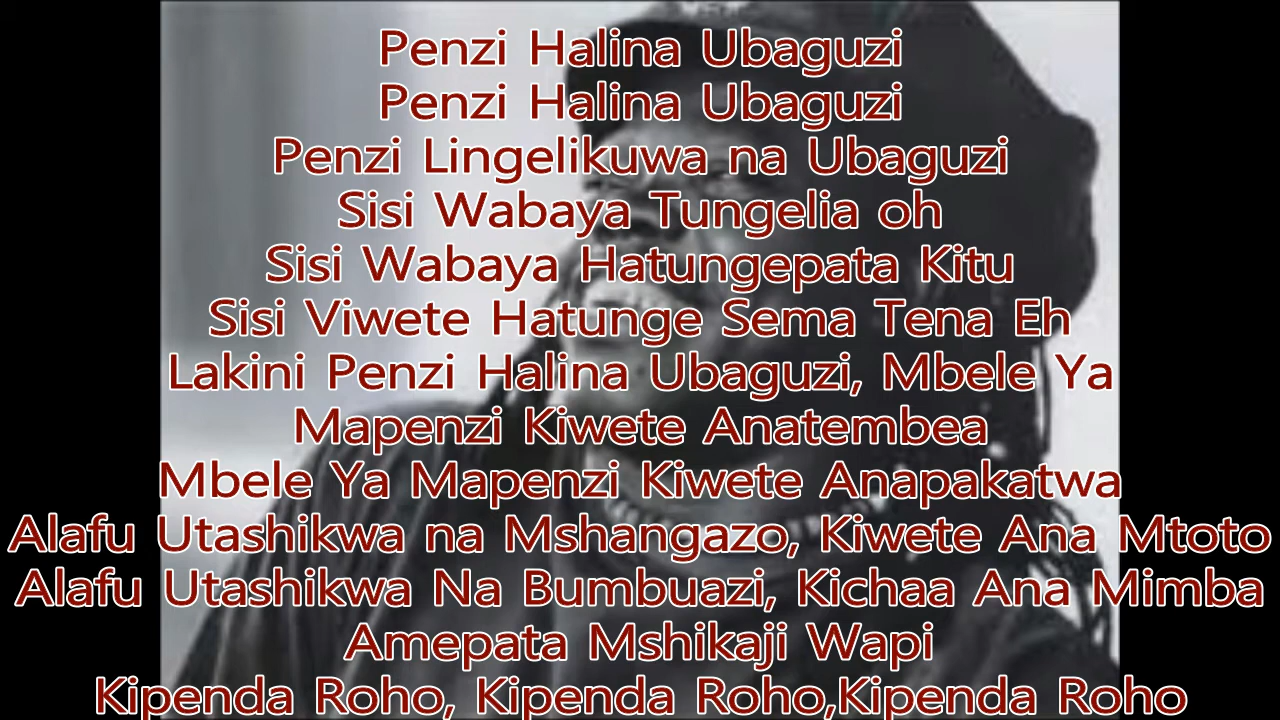 Penzi Halina Ubaguzi
Penzi Halina Ubaguzi
Penzi Lingelikuwa na Ubaguzi
Sisi Wabaya Tungelia oh
Sisi Wabaya Hatungepata Kitu
Sisi Viwete Hatunge Sema Tena Eh
Lakini Penzi Halina Ubaguzi, Mbele Ya
Mapenzi Kiwete Anatembea
Mbele Ya Mapenzi Kiwete Anapakatwa
Alafu Utashikwa na Mshangazo, Kiwete Ana Mtoto
Alafu Utashikwa Na Bumbuazi, Kichaa Ana Mimba
Amepata Mshikaji Wapi
Kipenda Roho, Kipenda Roho,Kipenda Roho